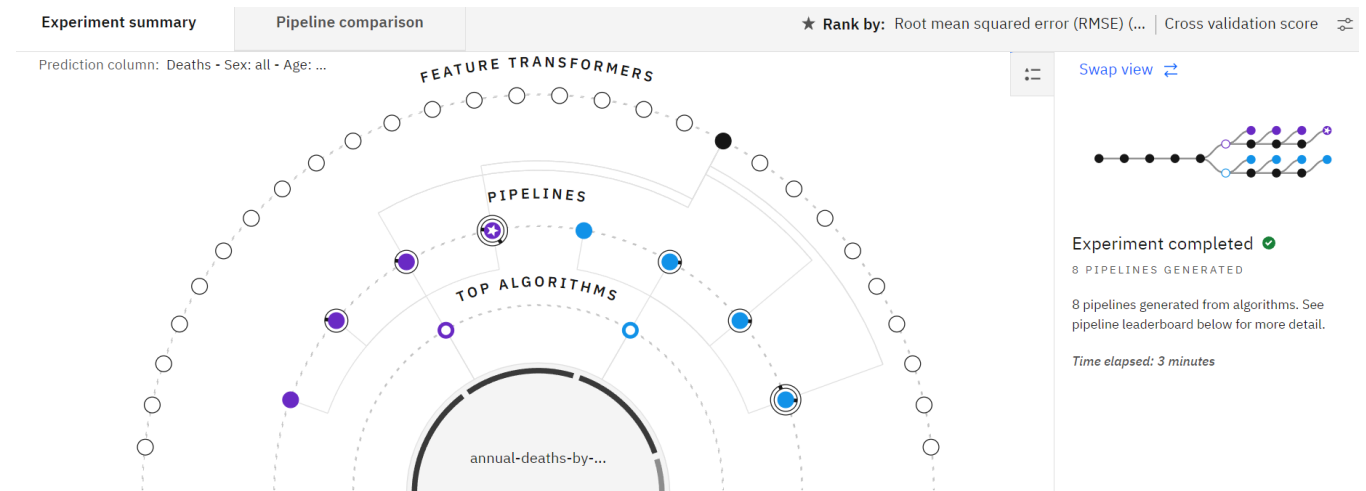 Experiment summary
Pipeline comparison
Rank by: Root mean squared error (RMSE) (... | Cross validation score
Prediction column: Deaths - Sex: all - Age: ...
FEATURE TRANSFORMERS
PIPELINES
TOP ALGORITHMS
annual-deaths-by-...
Swap view
Experiment completed
8 PIPELINES GENERATED
8 pipelines generated from algorithms. See
pipeline leaderboard below for more detail.
Time elapsed: 3 minutes